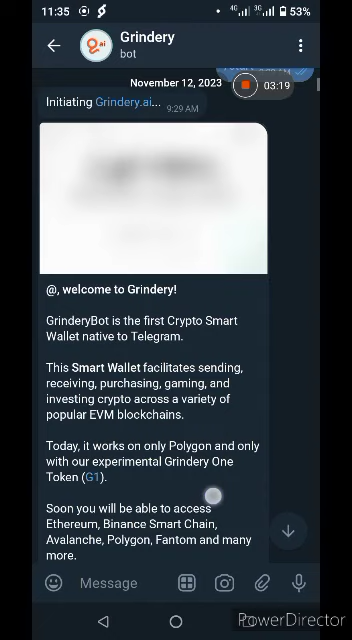 11:35 4G 3G 53%
Grindery
bot
November 12, 2023
03:19
Initiating Grindery.ai...
9:29 AM
@, welcome to Grindery!
GrinderyBot is the first Crypto Smart
Wallet native to Telegram.
This Smart Wallet facilitates sending,
receiving, purchasing, gaming, and
investing crypto across a variety of
popular EVM blockchains.
Today, it works on only Polygon and only
with our experimental Grindery One
Token (G1).
Soon you will be able to access
Ethereum, Binance Smart Chain,
Avalanche, Polygon, Fantom and many
more.
Message
PowerDirector